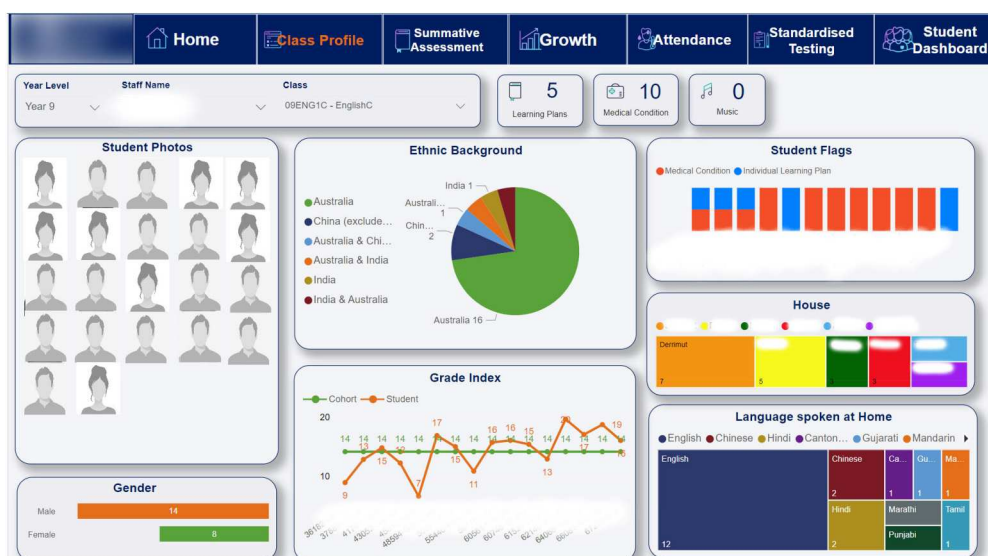 Home
Class Profile
Summative
Assessment
Growth
Attendance
Standardised
Testing
Student
Dashboard
Year Level
Staff Name
Class
Year 9
09ENG1C - EnglishC
5
Learning Plans
10
Medical Condition
0
Music
Student Photos
Ethnic Background
Australia
China (exclude...
Australia & Chi...
Australia & India
India
India & Australia
India 1
Australi...
1
Chin...
2
Australia 16
Student Flags
Medical Condition
Individual Learning Plan
House
Derrimut
7
5
3
Grade Index
Cohort
Student
20
10
14 14 14 14 14 14 14 14 14 14 14 14
9
13
15
7
17
15
11
16
16
15
13
20
17
19
16
Gender
Male
14
Female
8
Language spoken at Home
English Chinese Hindi Canton... Gujarati Mandarin
English
12
Chinese
2
Hindi
2
Ca...
1
Gu...
1
Ma...
1
Marathi
Punjabi
Tamil
1